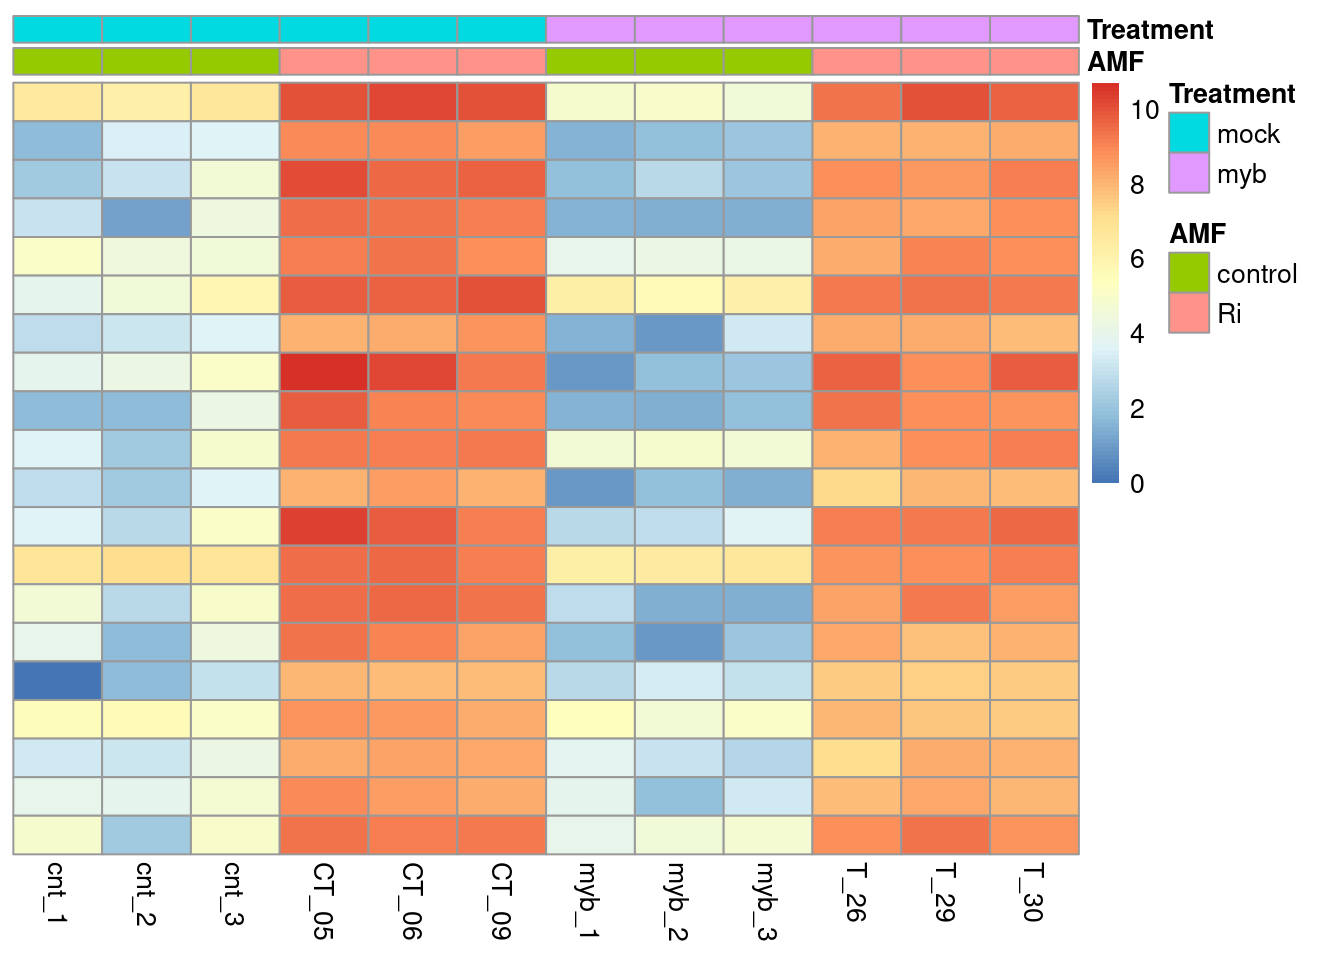 Treatment
AMF
10
8
6
4
2
0
Treatment
mock
myb
AMF
control
Ri
cnt_1
cnt_2
cnt_3
CT_05
CT_06
CT_09
myb_1
myb_2
myb_3
T_26
T_29
T_30